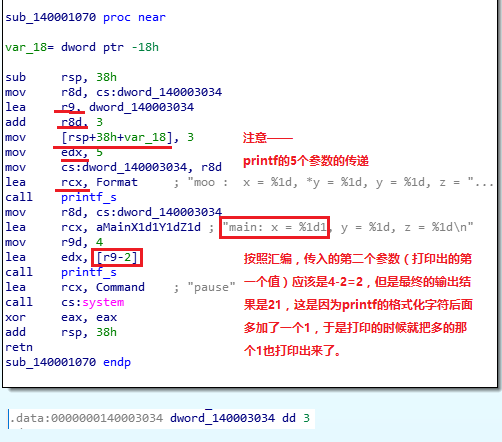 sub_140001070 proc near
var_18= dword ptr -18h
sub rsp, 38h
mov r8d, cs:dword_140003034
lea r9, dword_140003034
add r8d, 3
mov [rsp+38h+var_18], 3
mov edx, 5
mov cs:dword_140003034, r8d
lea rcx, Format ; "moo : x = %1d, *y = %1d, y = %1d, z = "...
call printf_s
mov r8d, cs:dword_140003034
lea rcx, aMainX1d1Y1dZ1d ; "main: x = %1d1, y = %1d, z = %1d\n"
mov r9d, 4
lea edx, [r9-2]
call printf_s
lea rcx, Command ; "pause"
call cs:system
xor eax, eax
add rsp, 38h
retn
sub_140001070 endp
注意——
printf的5个参数的传递
按照汇编，传入的第二个参数（打印出的第
一个值）应该是4-2=2，但是最终的输出结
果是21，这是因为printf的格式化字符后面
多加了一个1，于是打印的时候就把多的那
个1也打印出来了。
.data:0000000140003034 dword_140003034 dd 3